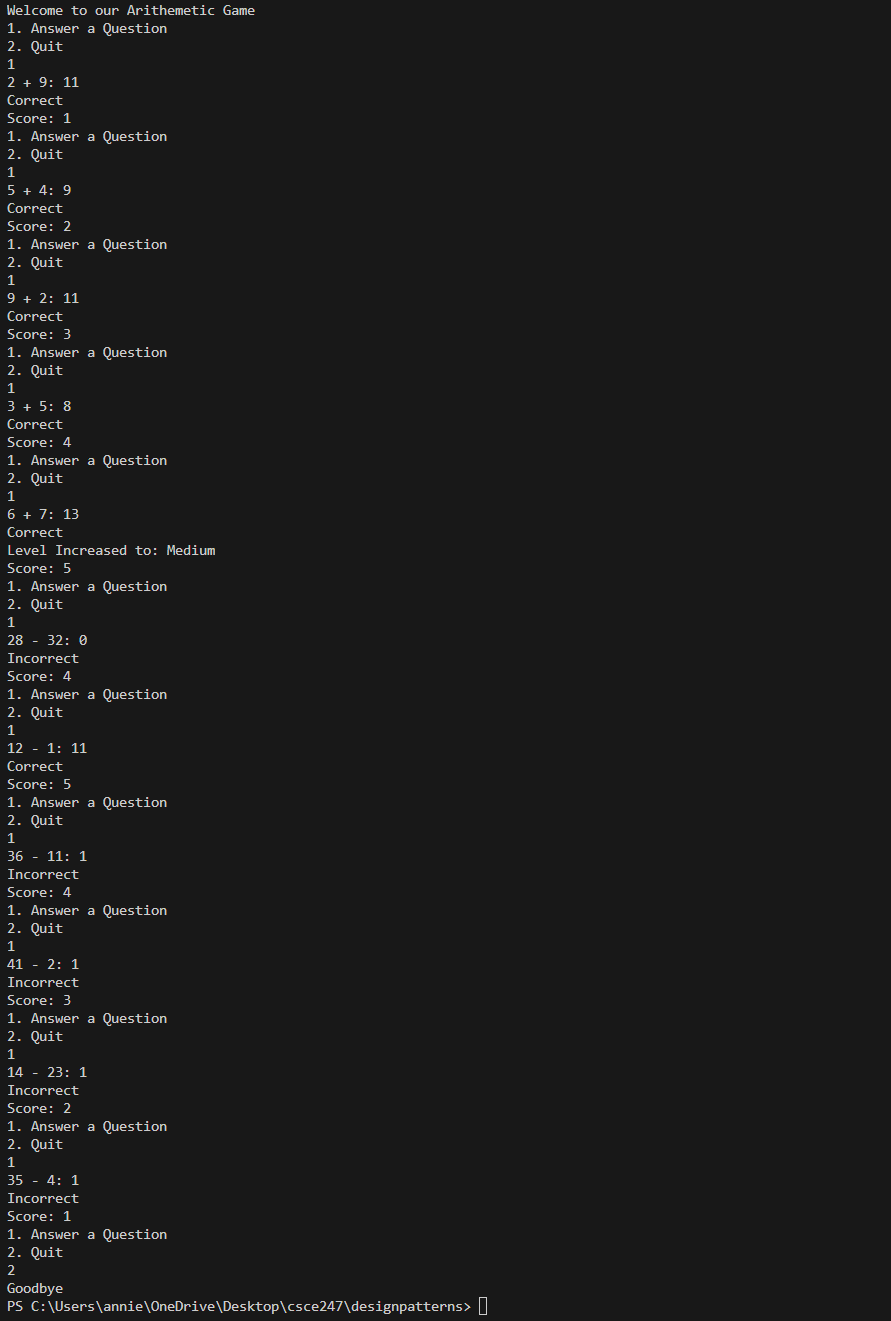 Welcome to our Arithemetic Game
1. Answer a Question
2. Quit
1
2 + 9: 11
Correct
Score: 1
1. Answer a Question
2. Quit
1
5 + 4: 9
Correct
Score: 2
1. Answer a Question
2. Quit
1
9 + 2: 11
Correct
Score: 3
1. Answer a Question
2. Quit
1
3 + 5: 8
Correct
Score: 4
1. Answer a Question
2. Quit
1
6 + 7: 13
Correct
Level Increased to: Medium
Score: 5
1. Answer a Question
2. Quit
1
28 - 32: 0
Incorrect
Score: 4
1. Answer a Question
2. Quit
1
12 - 1: 11
Correct
Score: 5
1. Answer a Question
2. Quit
1
36 - 11: 1
Incorrect
Score: 4
1. Answer a Question
2. Quit
1
41 - 2: 1
Incorrect
Score: 3
1. Answer a Question
2. Quit
1
14 - 23: 1
Incorrect
Score: 2
1. Answer a Question
2. Quit
1
35 - 4: 1
Incorrect
Score: 1
1. Answer a Question
2. Quit
2
Goodbye
PS C:\Users\annie\OneDrive\Desktop\csce247\designpatterns>